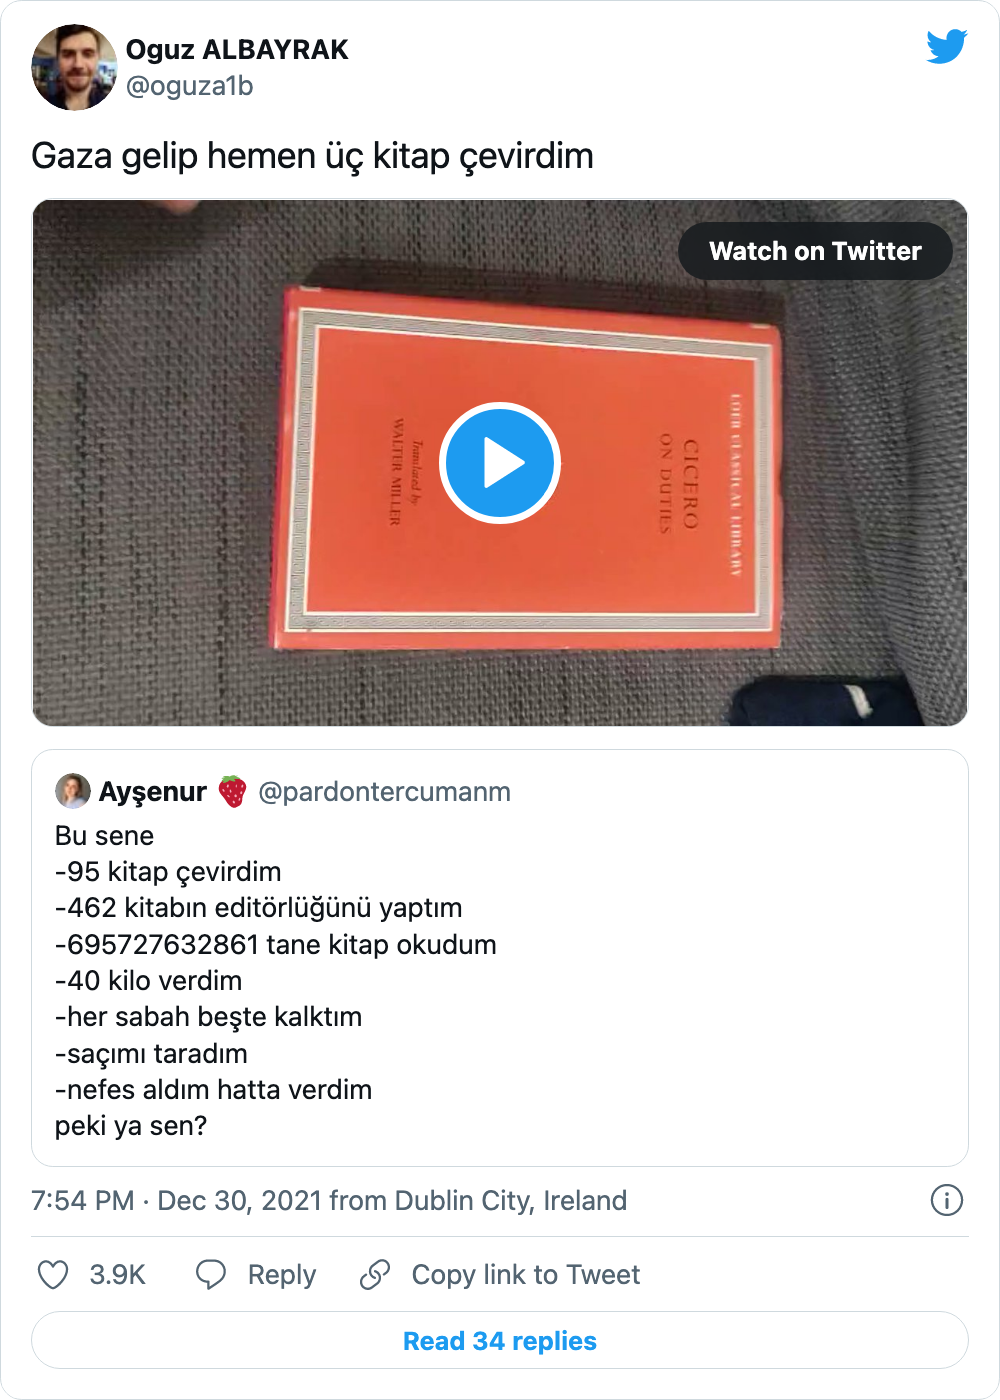 Oguz ALBAYRAK
@oguza1b
Gaza gelip hemen üç kitap çevirdim
Watch on Twitter
LOEB CLASSICAL LIBRARY
CICERO
ON DUTIES
Translated by
WALTER MILLER
Ayşenur 🍓 @pardontercumanm
Bu sene
-95 kitap çevirdim
-462 kitabın editörlüğünü yaptım
-695727632861 tane kitap okudum
-40 kilo verdim
-her sabah beşte kalktım
-saçımı taradım
-nefes aldım hatta verdim
peki ya sen?
7:54 PM · Dec 30, 2021 from Dublin City, Ireland
3.9K Reply Copy link to Tweet
Read 34 replies